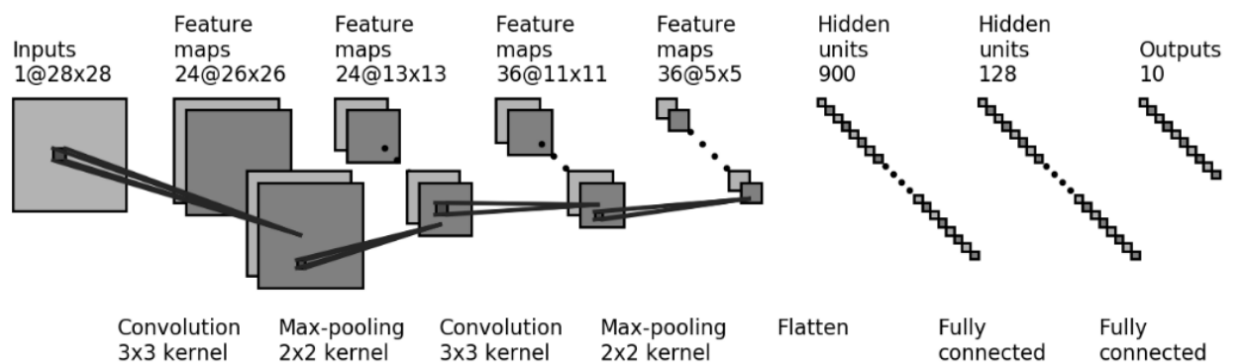 Inputs
1@28x28
Feature
maps
24@26x26
Feature
maps
24@13x13
Feature
maps
36@11x11
Feature
maps
36@5x5
Hidden
units
900
Hidden
units
128
Outputs
10
Convolution
3x3 kernel
Max-pooling
2x2 kernel
Convolution
3x3 kernel
Max-pooling
2x2 kernel
Flatten
Fully
connected
Fully
connected